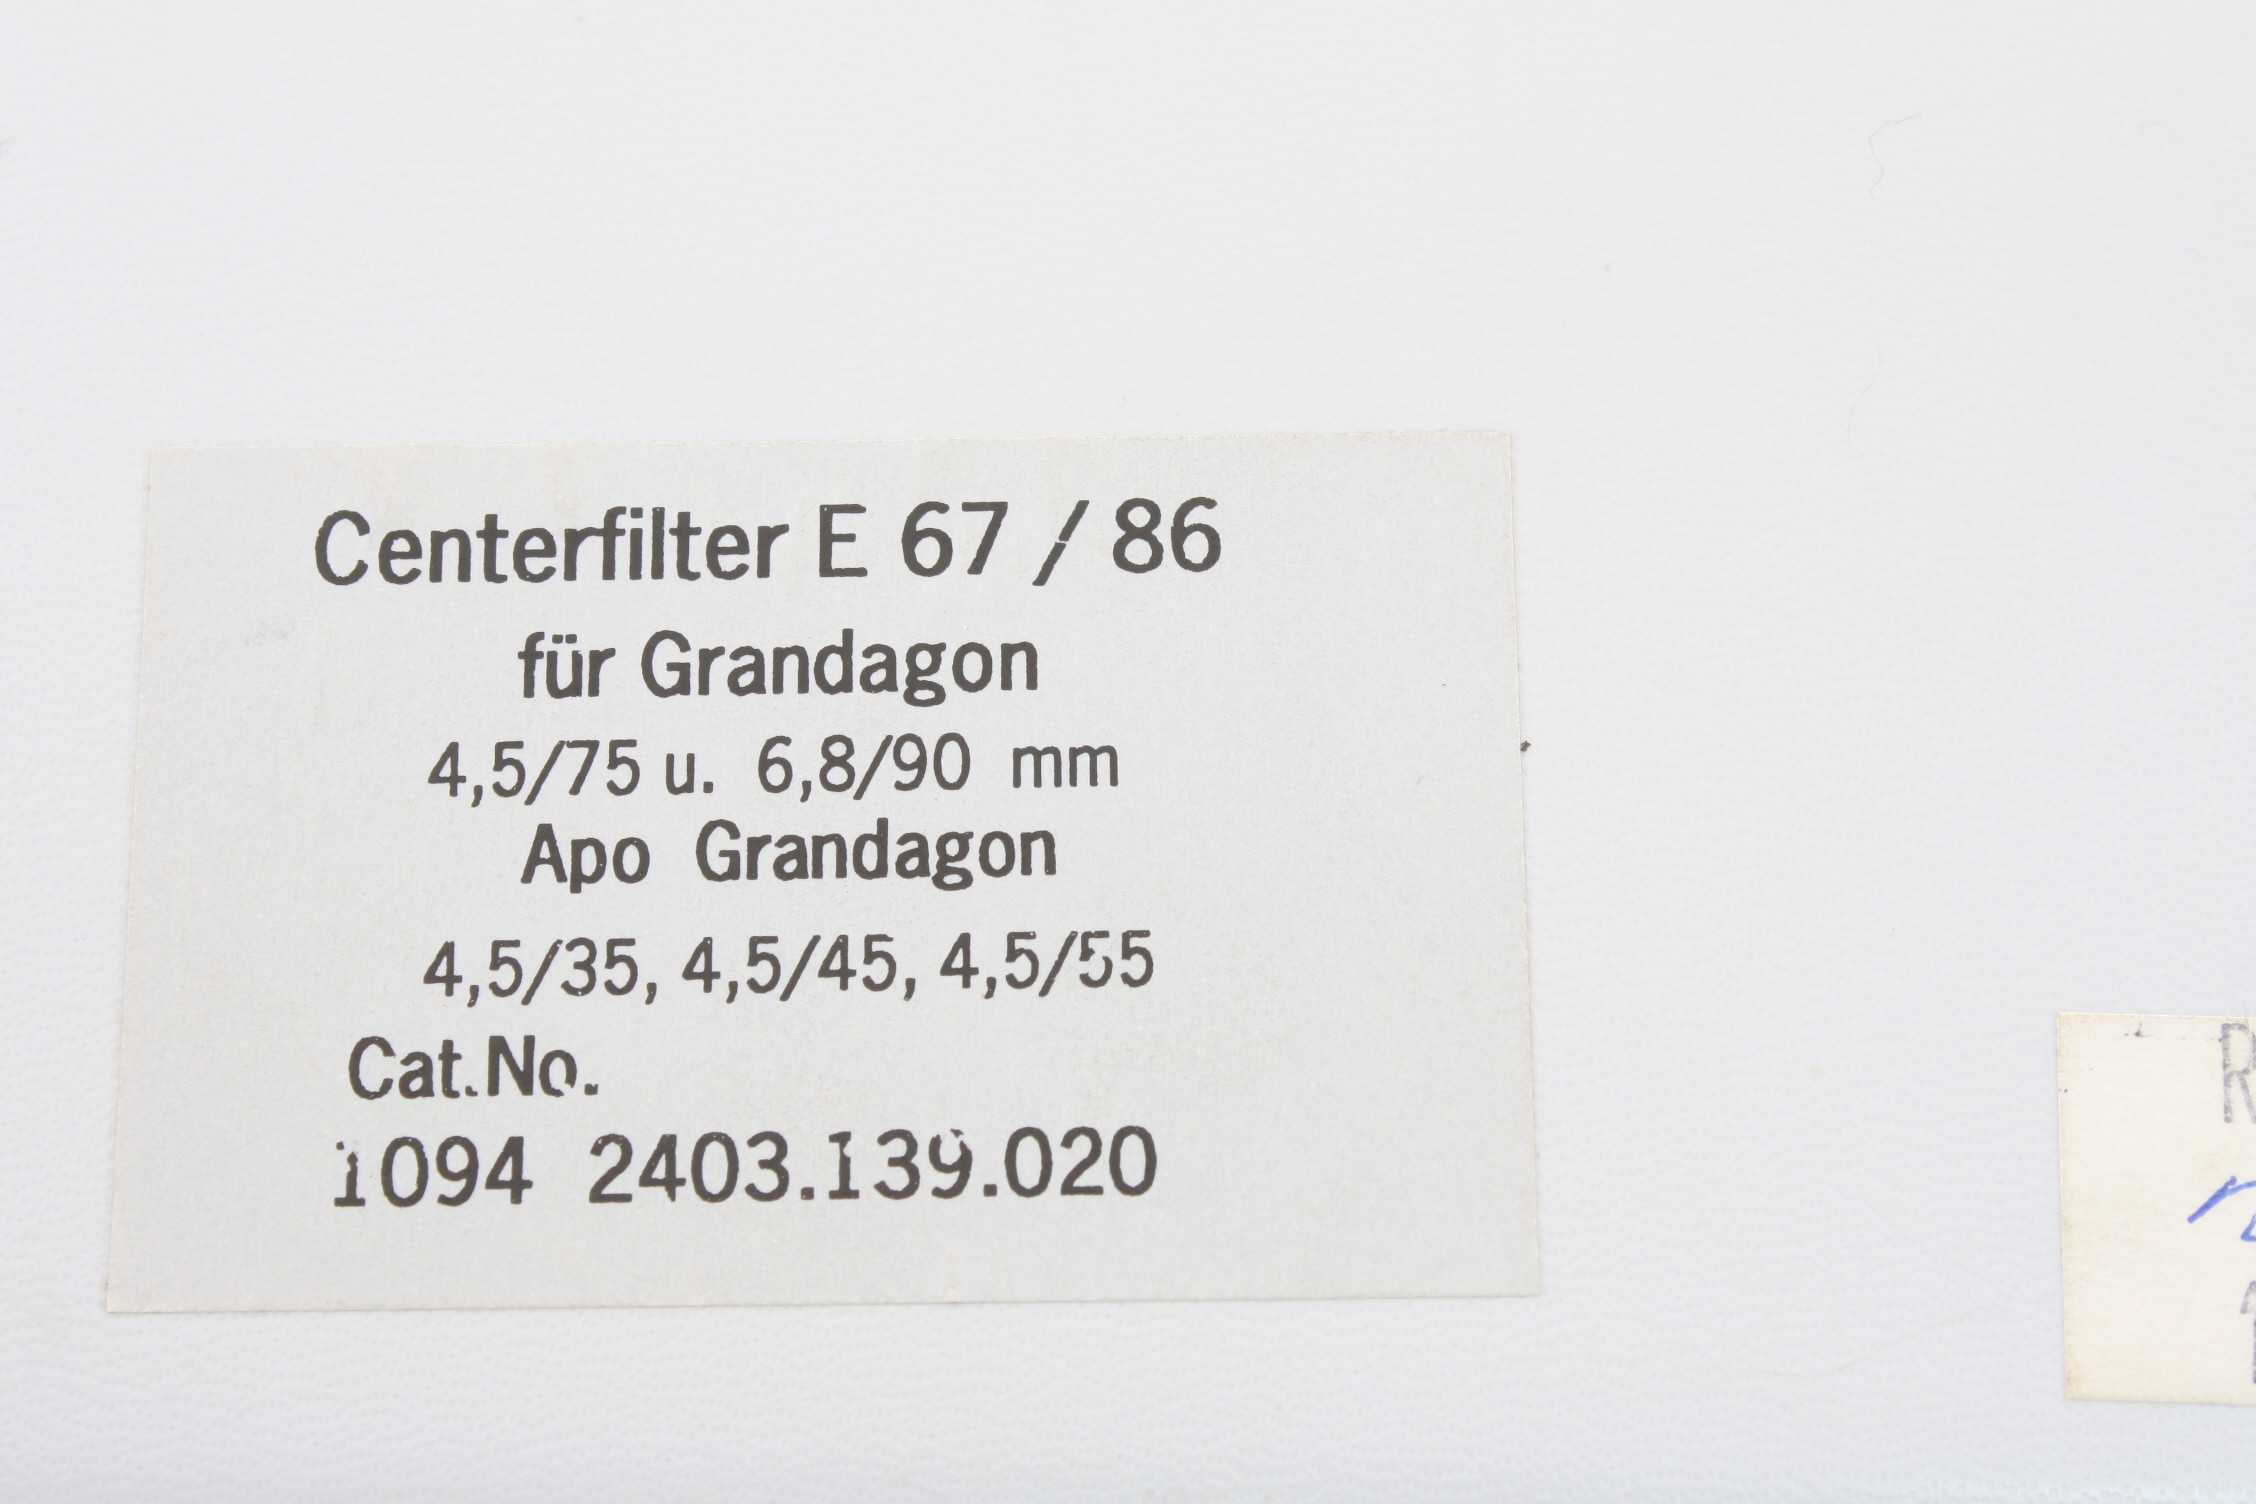 Centerfilter E 67 / 86
für Grandagon
4,5/75 u. 6,8/90 mm
Apo Grandagon
4,5/35, 4,5/45, 4,5/55
Cat.No.
1094 2403.139.020